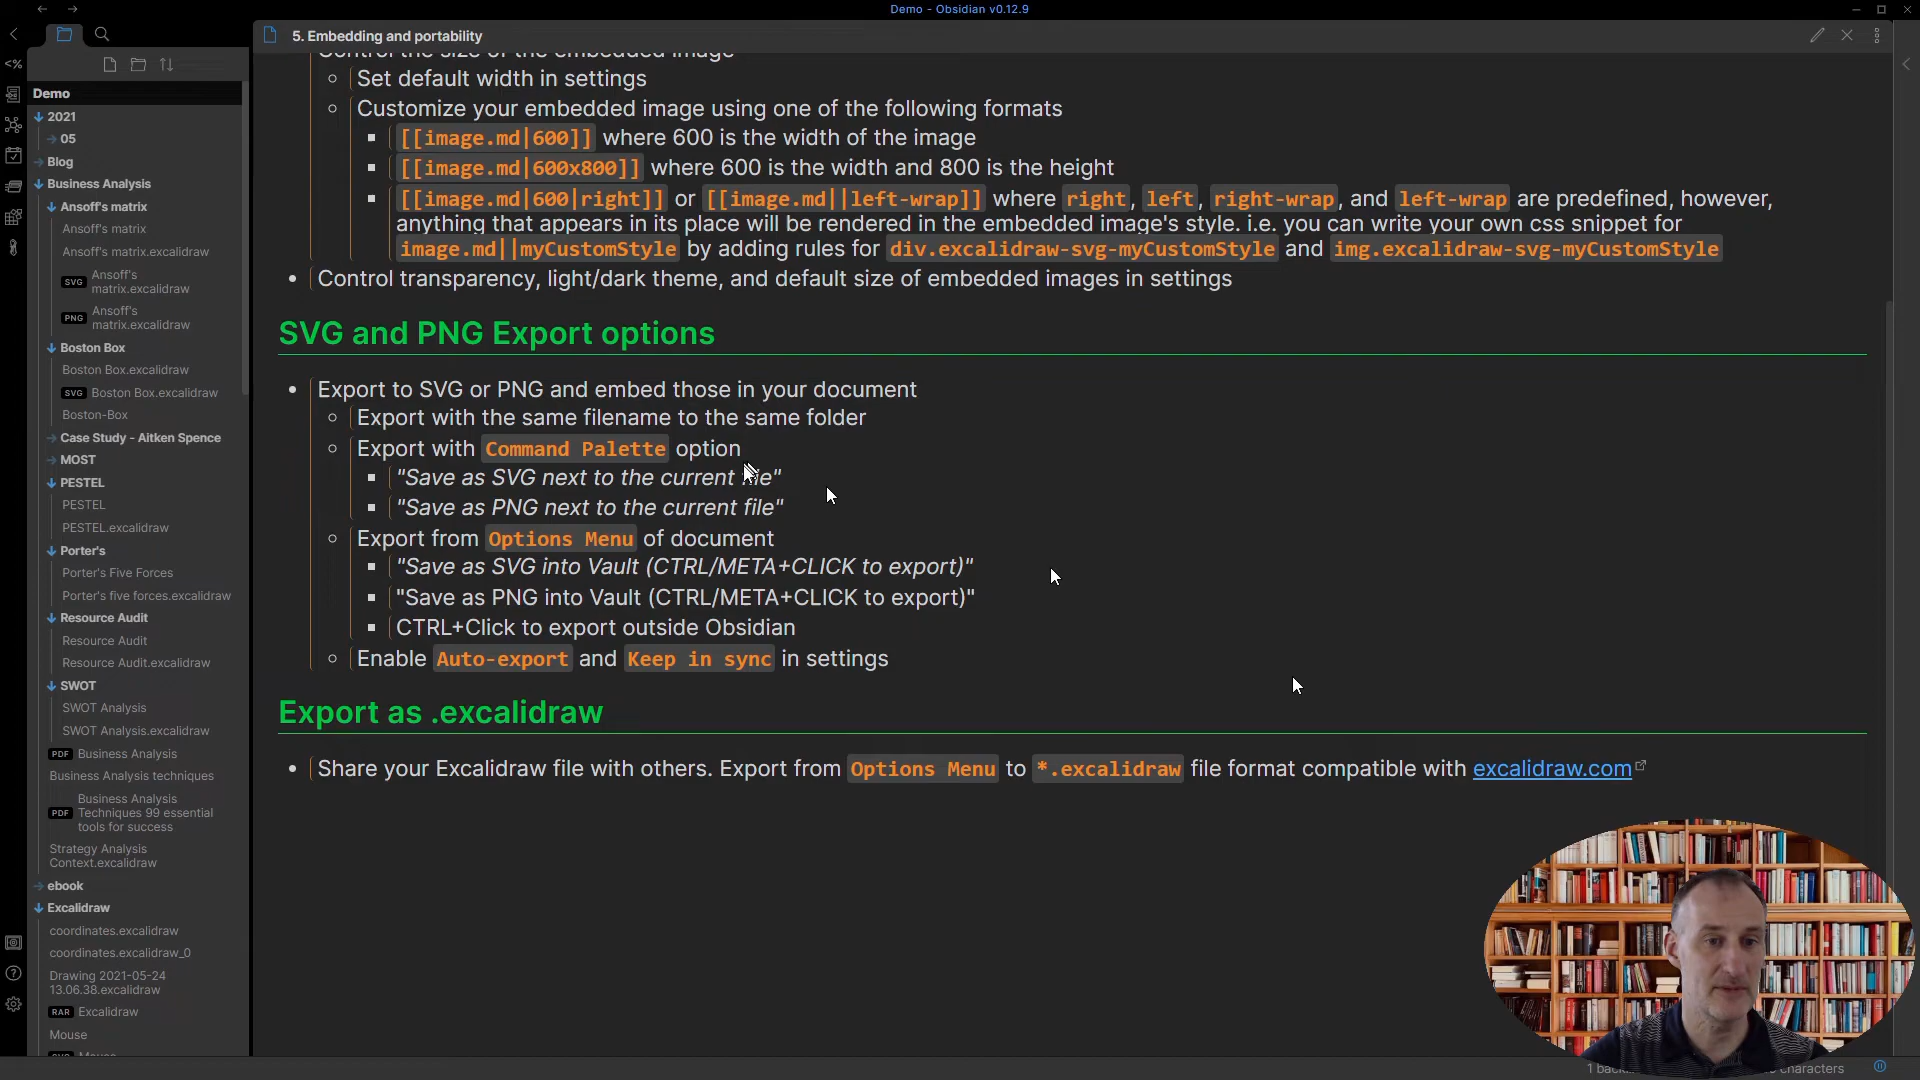 Demo - Obsidian v0.12.9
5. Embedding and portability
Demo
2021
05
Blog
Business Analysis
Ansoff's matrix
Ansoff's matrix
Ansoff's matrix.excalidraw
SVG Ansoff's
matrix.excalidraw
PNG Ansoff's
matrix.excalidraw
Boston Box
Boston Box.excalidraw
SVG Boston Box.excalidraw
Boston-Box
Case Study - Aitken Spence
MOST
PESTEL
PESTEL
PESTEL.excalidraw
Porter's
Porter's Five Forces
Porter's five forces.excalidraw
Resource Audit
Resource Audit
Resource Audit.excalidraw
SWOT
SWOT Analysis
SWOT Analysis.excalidraw
PDF Business Analysis
Business Analysis techniques
PDF Business Analysis
Techniques 99 essential
tools for success
Strategy Analysis
Context.excalidraw
ebook
Excalidraw
coordinates.excalidraw
coordinates.excalidraw_0
Drawing 2021-05-24
13.06.38.excalidraw
RAR Excalidraw
Mouse
Control the size of the embedded image
Set default width in settings
Customize your embedded image using one of the following formats
[[image.md|600]] where 600 is the width of the image
[[image.md|600x800]] where 600 is the width and 800 is the height
[[image.md|600|right]] or [[image.md||left-wrap]] where right, left, right-wrap, and left-wrap are predefined, however,
anything that appears in its place will be rendered in the embedded image's style. i.e. you can write your own css snippet for
image.md||myCustomStyle by adding rules for div.excalidraw-svg-myCustomStyle and img.excalidraw-svg-myCustomStyle
Control transparency, light/dark theme, and default size of embedded images in settings
SVG and PNG Export options
Export to SVG or PNG and embed those in your document
Export with the same filename to the same folder
Export with Command Palette option
"Save as SVG next to the current file"
"Save as PNG next to the current file"
Export from Options Menu of document
"Save as SVG into Vault (CTRL/META+CLICK to export)"
"Save as PNG into Vault (CTRL/META+CLICK to export)"
CTRL+Click to export outside Obsidian
Enable Auto-export and Keep in sync in settings
Export as .excalidraw
Share your Excalidraw file with others. Export from Options Menu to *.excalidraw file format compatible with excalidraw.com
characters